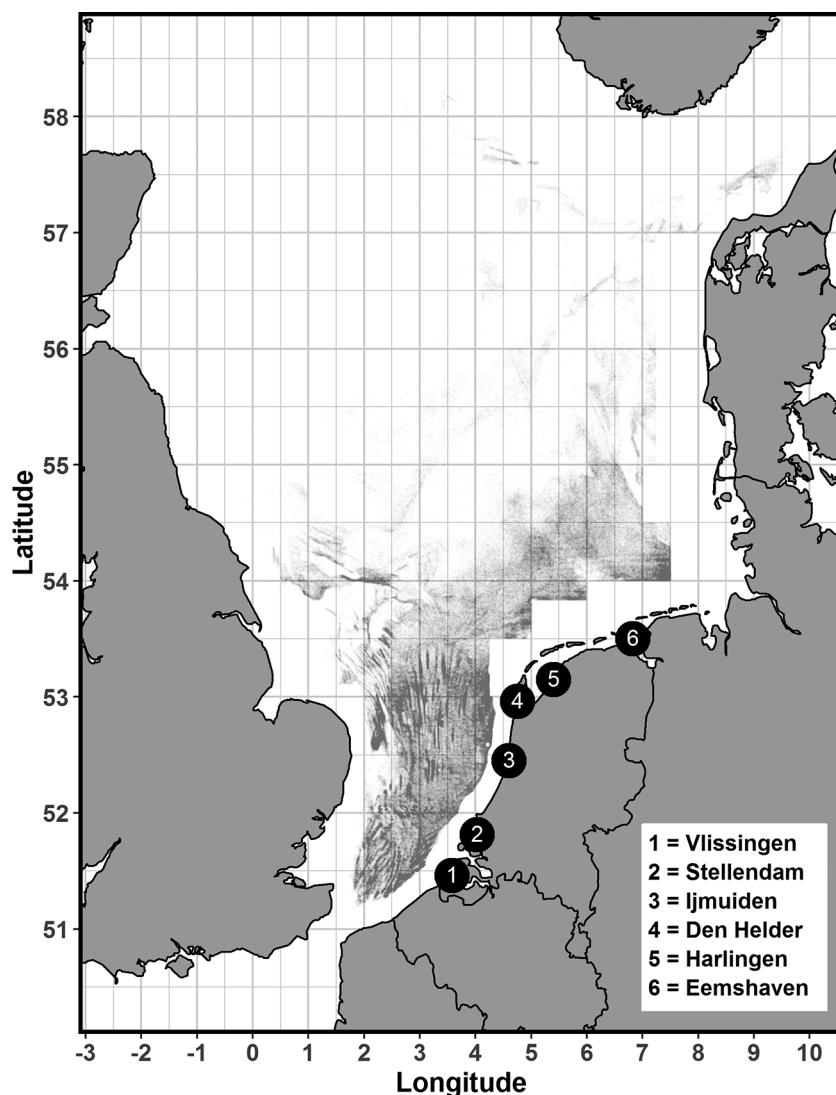 58
57
56
55
54
53
52
51
Latitude
6
5
4
3
2
1
1 = Vlissingen
2 = Stellendam
3 = Ijmuiden
4 = Den Helder
5 = Harlingen
6 = Eemshaven
-3 -2 -1 0 1 2 3 4 5 6 7 8 9 10
Longitude